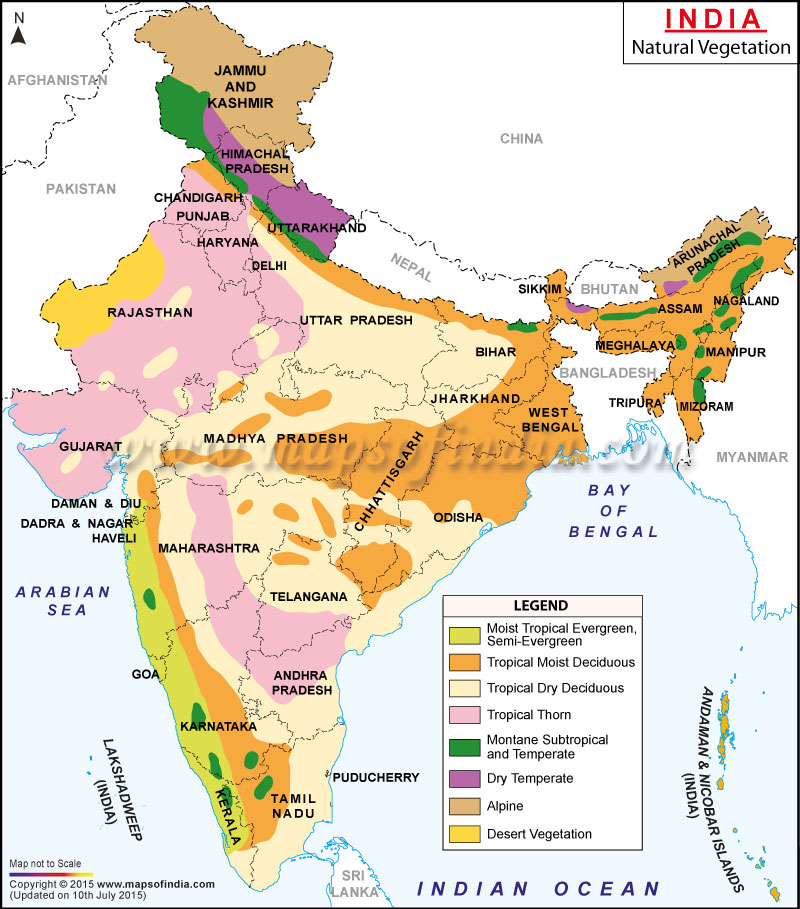 N
INDIA
Natural Vegetation
AFGHANISTAN
JAMMU
AND
KASHMIR
CHINA
HIMACHAL
PRADESH
PAKISTAN
CHANDIGARH
PUNJAB
UTTARAKHAND
HARYANA
DELHI
NEPAL
ARUNACHAL
PRADESH
SIKKIM
BHUTAN
RAJASTHAN
UTTAR PRADESH
ASSAM
NAGALAND
BIHAR
MEGHALAYA
MANIPUR
BANGLADESH
JHARKHAND
TRIPURA
MIZORAM
WEST
BENGAL
GUJARAT
MADHYA PRADESH
www.mapsofindia.com
MYANMAR
CHHATTISGARH
DAMAN & DIU
DADRA & NAGAR
HAVELI
ODISHA
BAY
OF
BENGAL
MAHARASHTRA
ARABIAN
SEA
TELANGANA
GOA
ANDHRA
PRADESH
KARNATAKA
LAKSHADWEEP
(INDIA)
PUDUCHERRY
KERALA
TAMIL
NADU
SRI
LANKA
INDIAN OCEAN
ANDAMAN & NICOBAR ISLANDS
(INDIA)
LEGEND
Moist Tropical Evergreen,
Semi-Evergreen
Tropical Moist Deciduous
Tropical Dry Deciduous
Tropical Thorn
Montane Subtropical
and Temperate
Dry Temperate
Alpine
Desert Vegetation
Map not to Scale
Copyright © 2015 www.mapsofindia.com
(Updated on 10th July 2015)